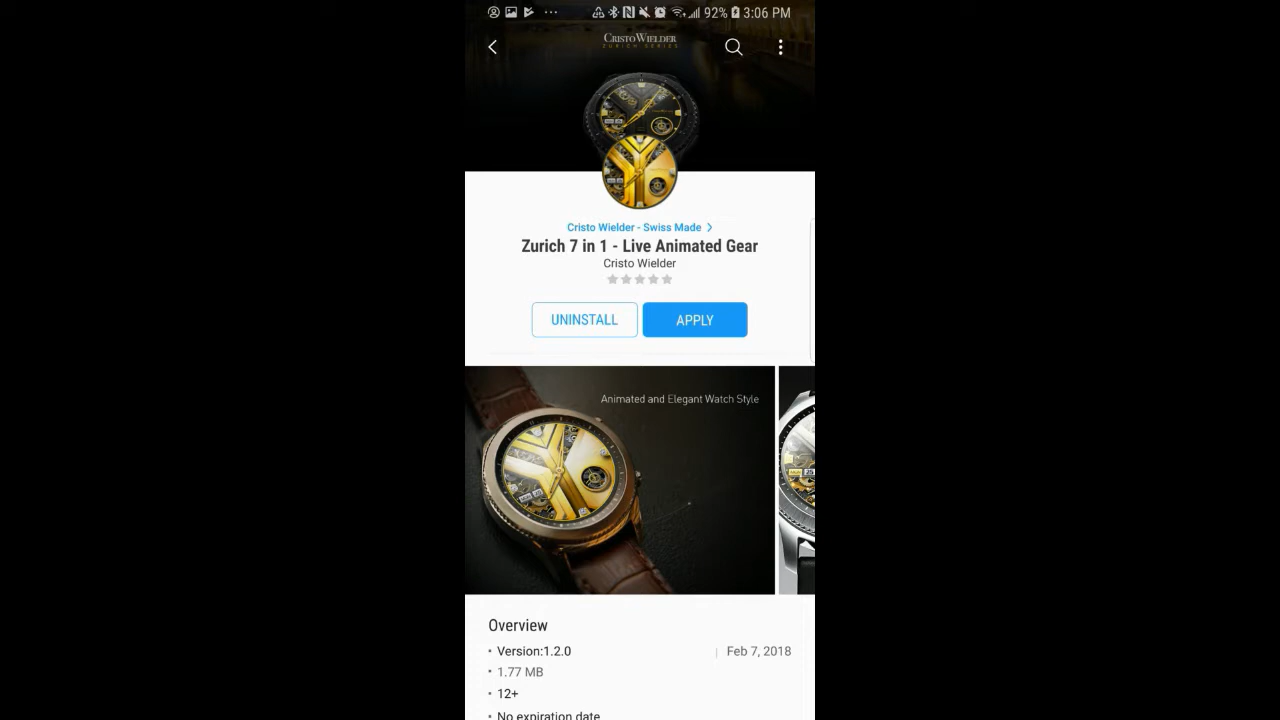 92% 3:06 PM
CRISTO WIELDER
ZURICH SERIES
Cristo Wielder - Swiss Made
Zurich 7 in 1 - Live Animated Gear
Cristo Wielder
UNINSTALL APPLY
Animated and Elegant Watch Style
Overview
• Version:1.2.0 | Feb 7, 2018
• 1.77 MB
• 12+
• No expiration date